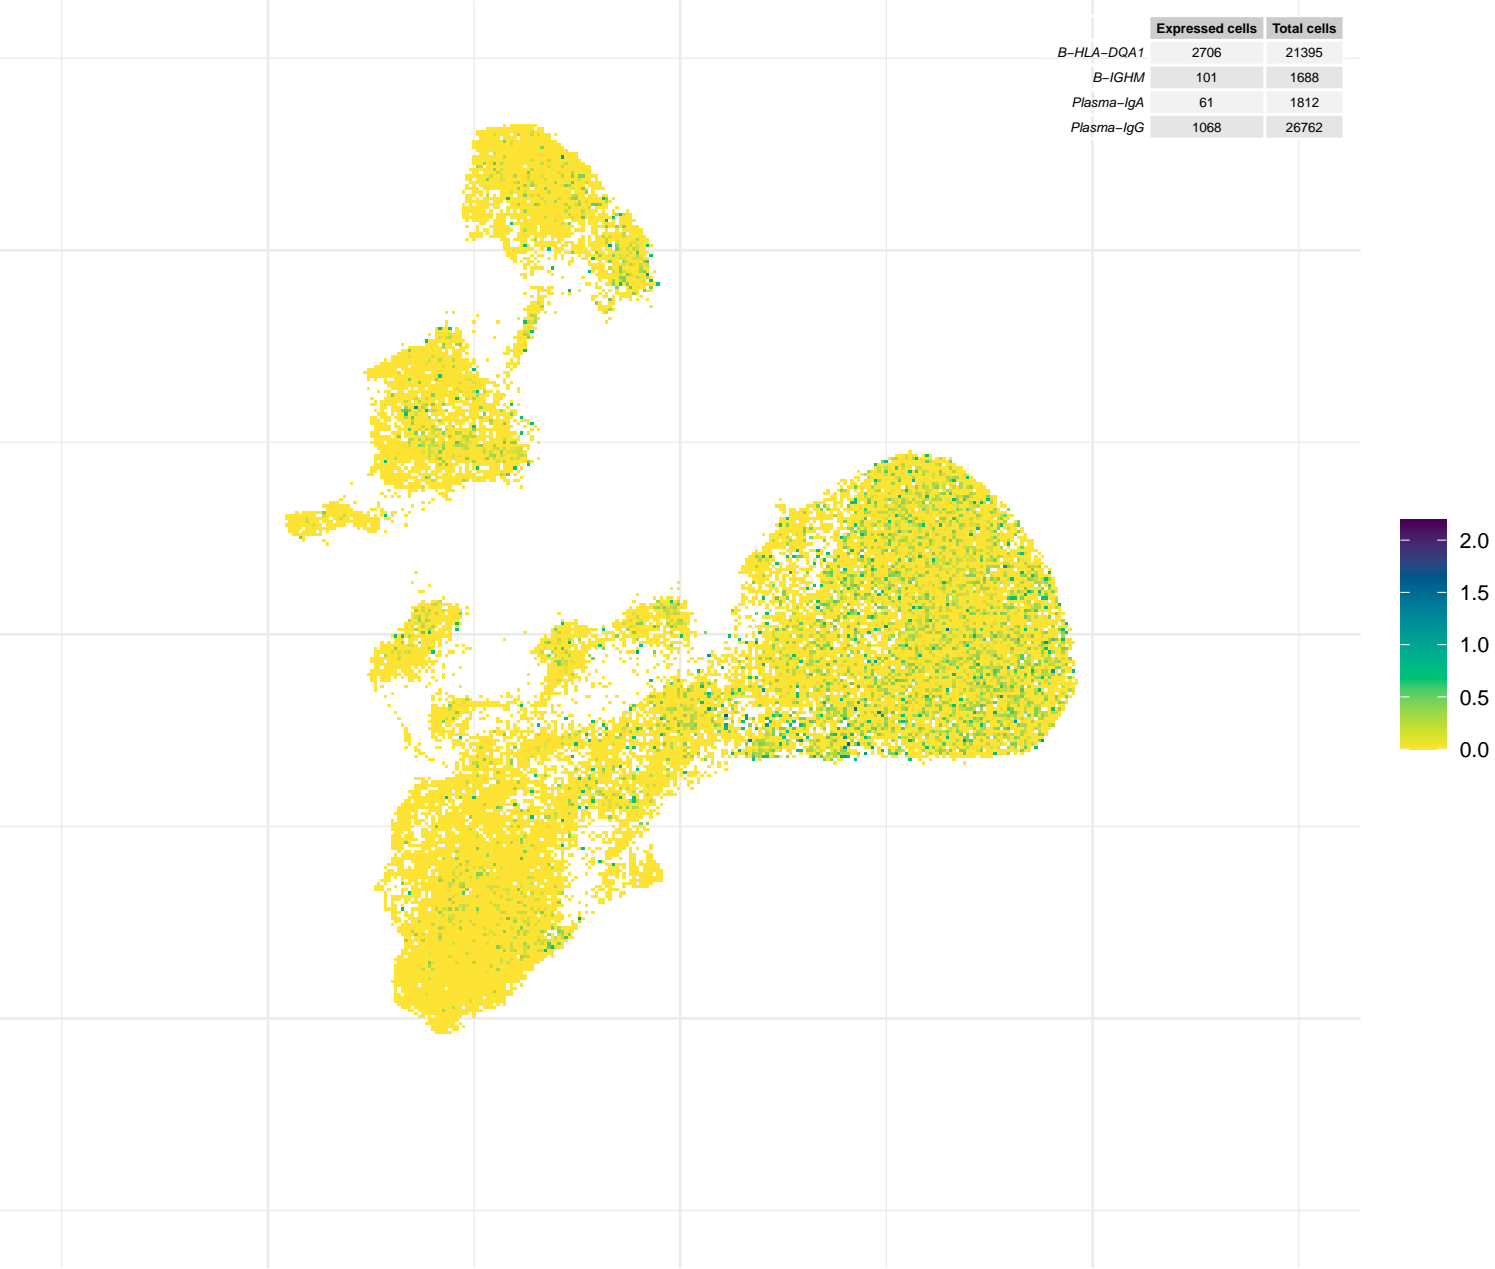 Expressed cells Total cells
B−HLA−DQA1 2706 21395
B−IGHM 101 1688
Plasma−IgA 61 1812
Plasma−IgG 1068 26762
2.0
1.5
1.0
0.5
0.0